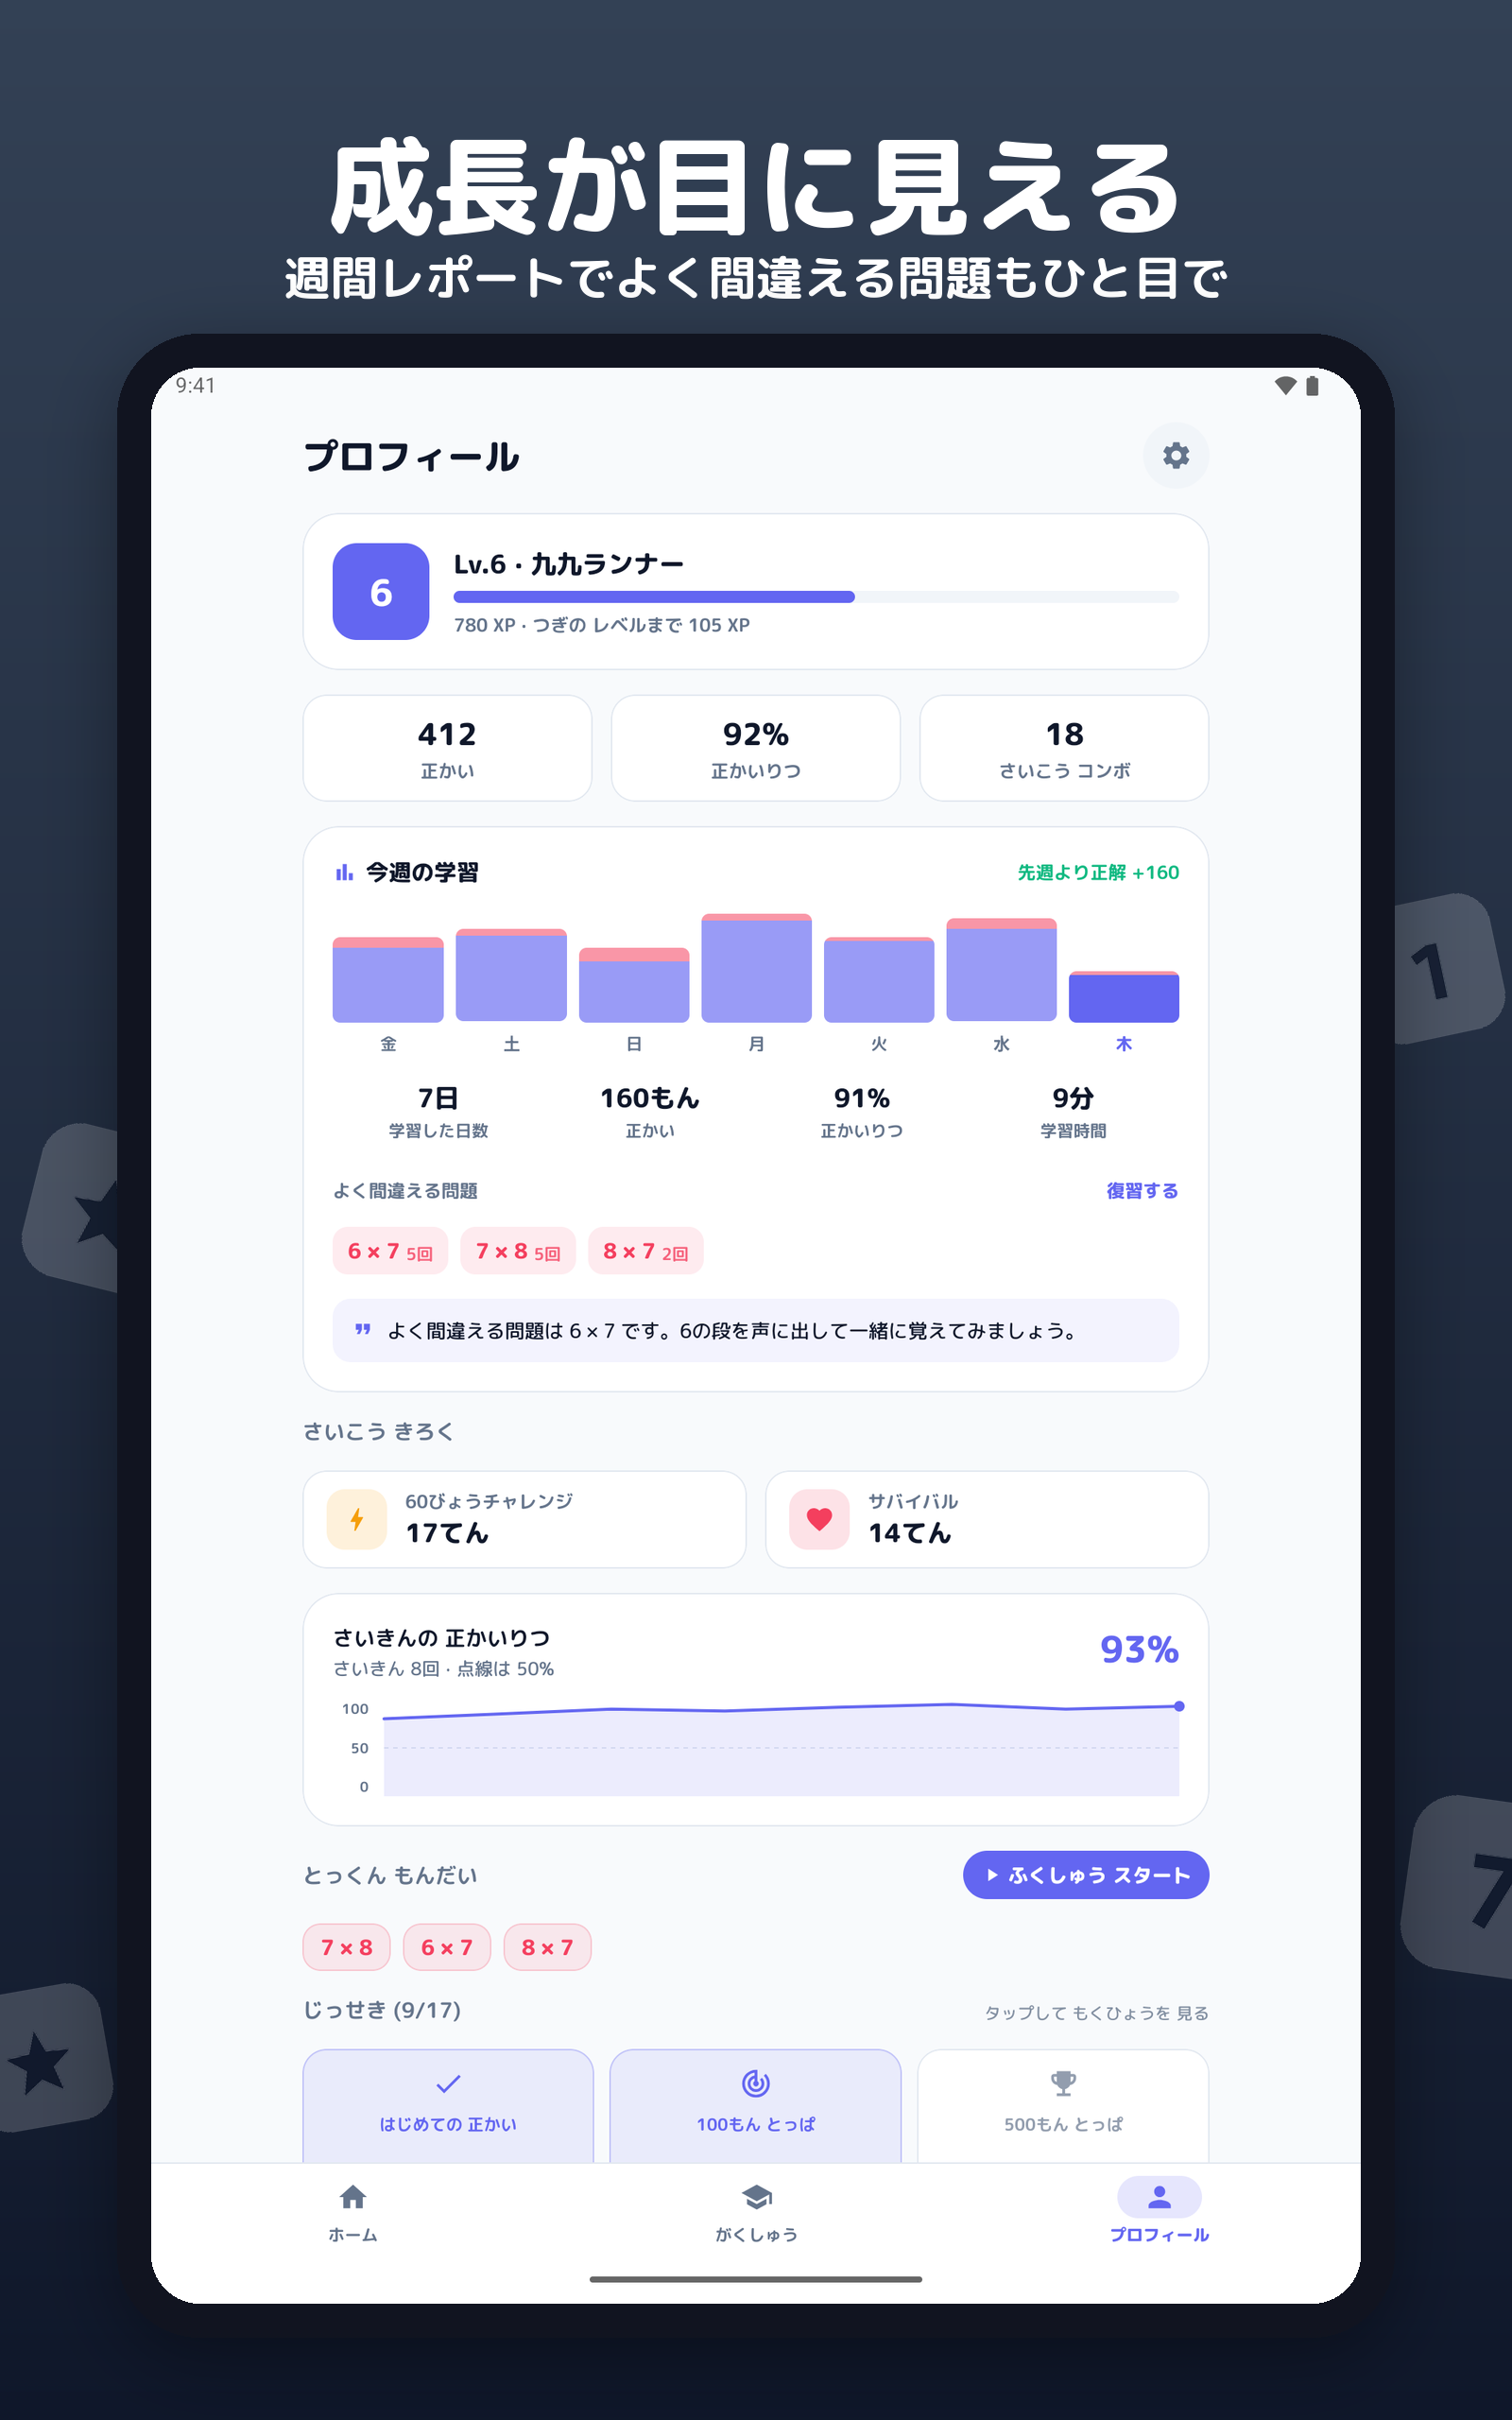 成長が目に見える
週間レポートでよく間違える問題もひと目で
9:41
プロフィール
6
Lv.6・九九ランナー
780 XP・つぎの レベルまで 105 XP
412
正かい
92%
正かいりつ
18
さいこう コンボ
今週の学習
先週より正解 +160
金 土 日 月 火 水 木
7日 160もん 91% 9分
学習した日数 正かい 正かいりつ 学習時間
よく間違える問題
復習する
6 × 7 5回
7 × 8 5回
8 × 7 2回
よく間違える問題は 6 × 7 です。6の段を声に出して一緒に覚えてみましょう。
さいこう きろく
60びょうチャレンジ
17てん
サバイバル
14てん
さいきんの 正かいりつ
さいきん 8回・点線は 50%
93%
100
50
0
とっくん もんだい
ふくしゅう スタート
7 × 8
6 × 7
8 × 7
じっせき (9/17)
タップして もくひょうを 見る
はじめての 正かい
100もん とっぱ
500もん とっぱ
ホーム
がくしゅう
プロフィール
1
7